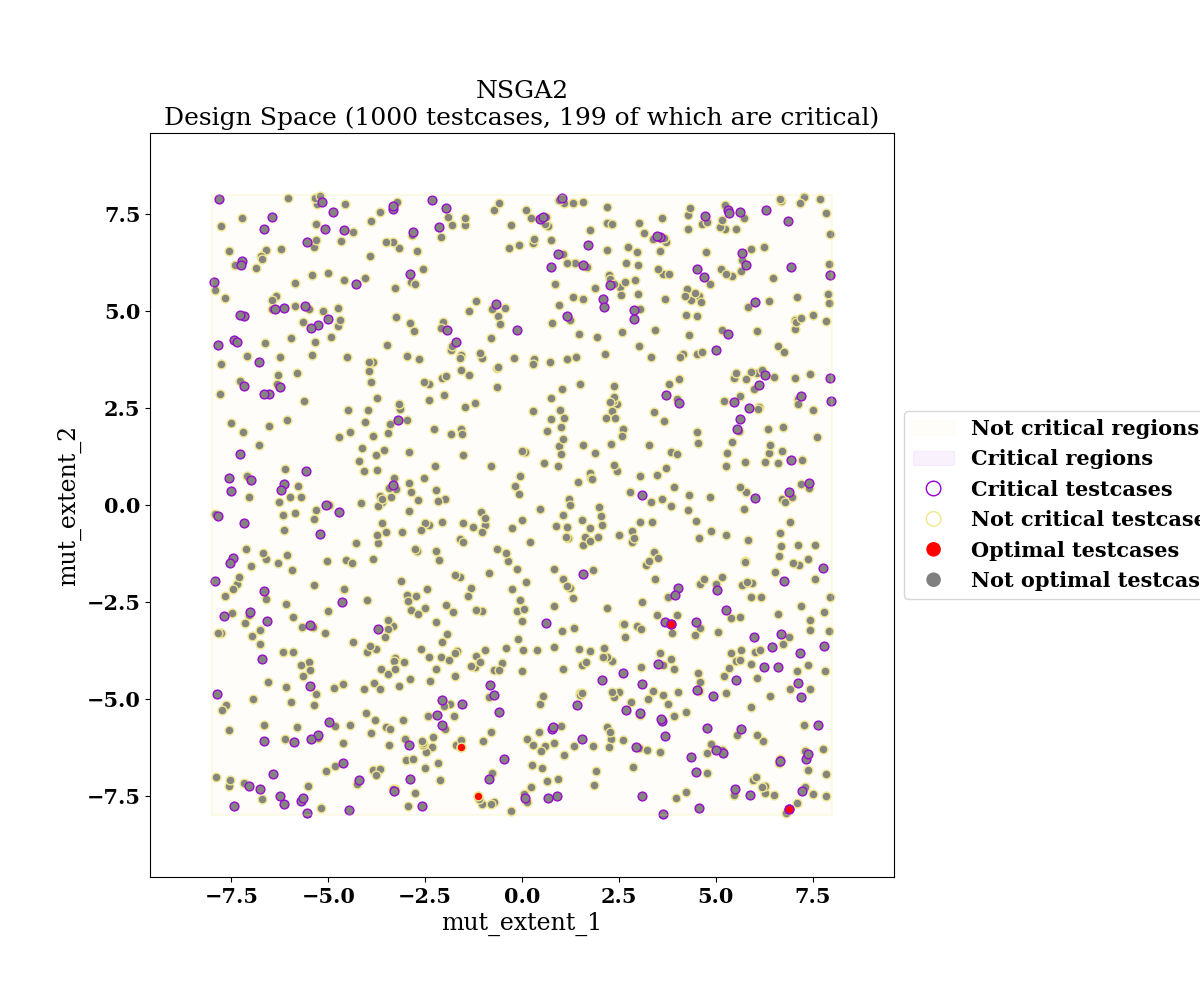 NSGA2
Design Space (1000 testcases, 199 of which are critical)
mut_extent_2
7.5
5.0
2.5
0.0
−2.5
−5.0
−7.5
−7.5
−5.0
−2.5
0.0
2.5
5.0
7.5
mut_extent_1
Not critical regions
Critical regions
Critical testcases
Not critical testcase
Optimal testcases
Not optimal testcas